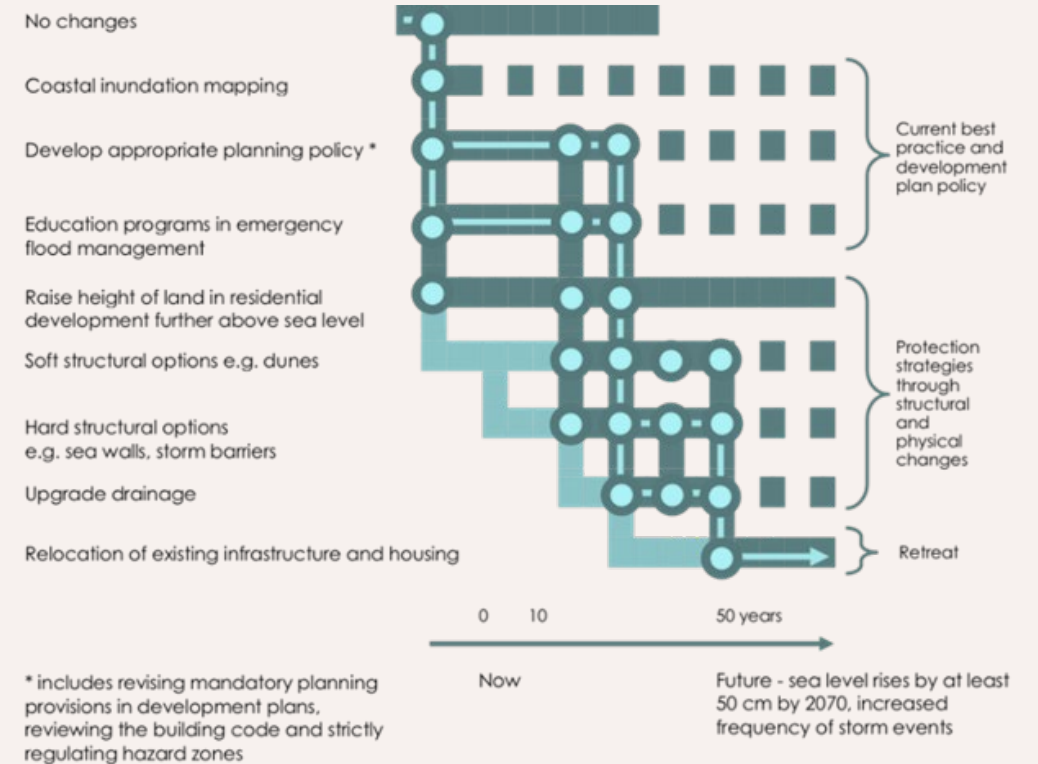 No changes
Coastal inundation mapping
Develop appropriate planning policy *
Education programs in emergency
flood management
Raise height of land in residential
development further above sea level
Soft structural options e.g. dunes
Hard structural options
e.g. sea walls, storm barriers
Upgrade drainage
Relocation of existing infrastructure and housing
Current best
practice and
development
plan policy
Protection
strategies
through
structural
and
physical
changes
Retreat
0 10 50 years
Now
Future - sea level rises by at least
50 cm by 2070, increased
frequency of storm events
* includes revising mandatory planning
provisions in development plans,
reviewing the building code and strictly
regulating hazard zones